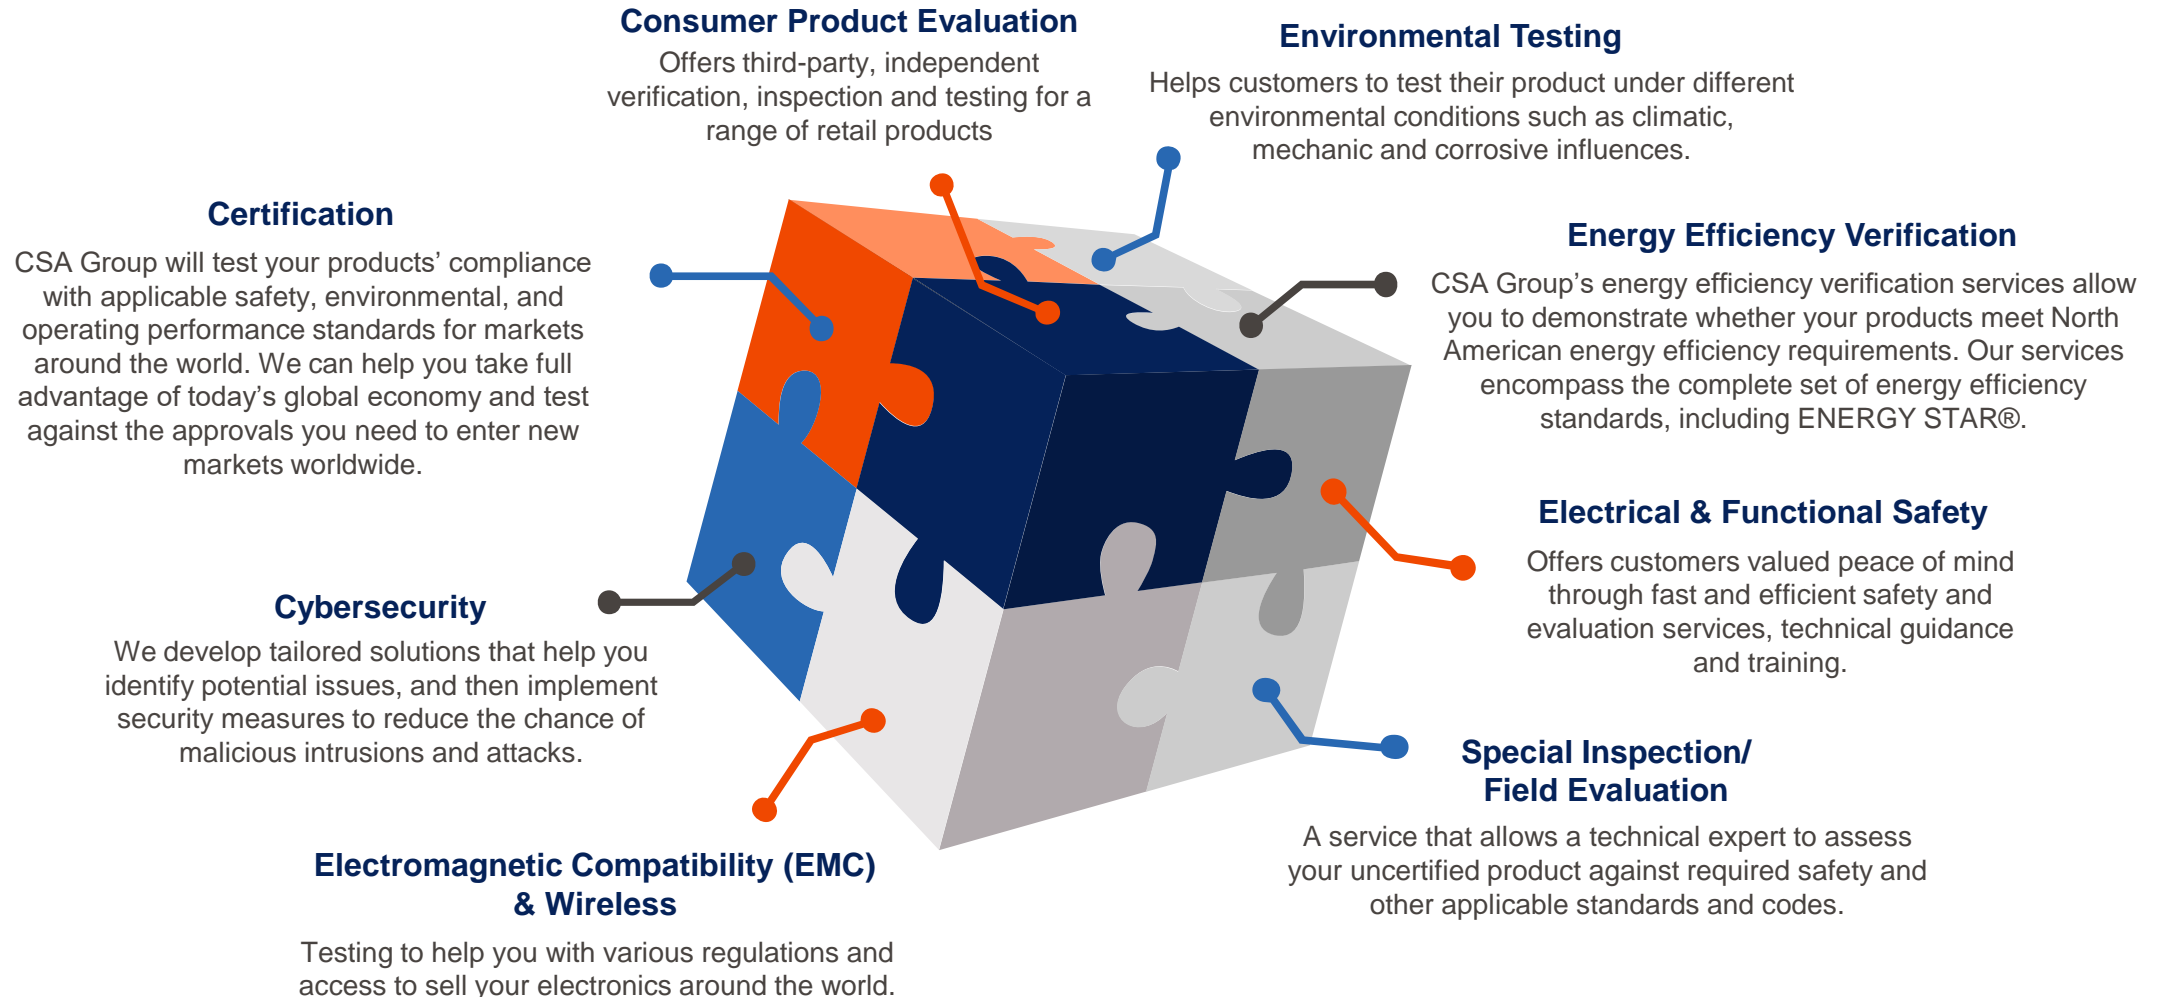 Consumer Product Evaluation
Offers third-party, independent
verification, inspection and testing for a
range of retail products
Environmental Testing
Helps customers to test their product under different
environmental conditions such as climatic,
mechanic and corrosive influences.
Certification
CSA Group will test your products’ compliance
with applicable safety, environmental, and
operating performance standards for markets
around the world. We can help you take full
advantage of today’s global economy and test
against the approvals you need to enter new
markets worldwide.
Energy Efficiency Verification
CSA Group’s energy efficiency verification services allow
you to demonstrate whether your products meet North
American energy efficiency requirements. Our services
encompass the complete set of energy efficiency
standards, including ENERGY STAR®.
Electrical & Functional Safety
Offers customers valued peace of mind
through fast and efficient safety and
evaluation services, technical guidance
and training.
Cybersecurity
We develop tailored solutions that help you
identify potential issues, and then implement
security measures to reduce the chance of
malicious intrusions and attacks.
Special Inspection/
Field Evaluation
A service that allows a technical expert to assess
your uncertified product against required safety and
other applicable standards and codes.
Electromagnetic Compatibility (EMC)
& Wireless
Testing to help you with various regulations and
access to sell your electronics around the world.